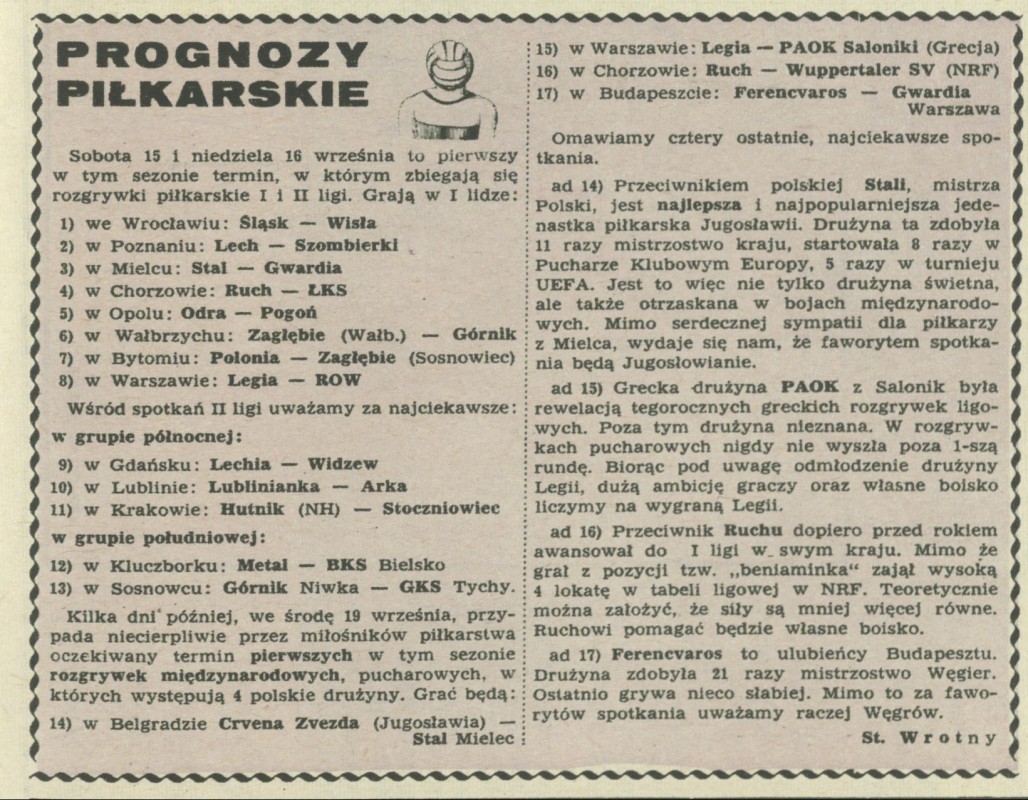 PROGNOZY
PIŁKARSKIE
Sobota 15 i niedziela 16 września to pierwszy
w tym sezonie termin, w którym zbiegają się
rozgrywki piłkarskie I i II ligi. Grają w I lidze:
1) we Wrocławiu: Śląsk — Wisła
2) w Poznaniu: Lech — Szombierki
3) w Mielcu: Stal — Gwardia
4) w Chorzowie: Ruch — ŁKS
5) w Opolu: Odra — Pogoń
6) w Wałbrzychu: Zagłębie (Wałb.) — Górnik
7) w Bytomiu: Polonia — Zagłębie (Sosnowiec)
8) w Warszawie: Legia — ROW
Wśród spotkań II ligi uważamy za najciekawsze:
w grupie północnej:
9) w Gdańsku: Lechia — Widzew
10) w Lublinie: Lublinianka — Arka
11) w Krakowie: Hutnik (NH) — Stoczniowiec
w grupie południowej:
12) w Kluczborku: Metal — BKS Bielsko
13) w Sosnowcu: Górnik Niwka — GKS Tychy.
Kilka dni później, we środę 19 września, przy-
pada niecierpliwie przez miłośników piłkarstwa
oczekiwany termin pierwszych w tym sezonie
rozgrywek międzynarodowych, pucharowych, w
których występują 4 polskie drużyny. Grać będą:
14) w Belgradzie Crvena Zvezda (Jugosławia) —
Stal Mielec
15) w Warszawie: Legia — PAOK Saloniki (Grecja)
16) w Chorzowie: Ruch — Wuppertaler SV (NRF)
17) w Budapeszcie: Ferencvaros — Gwardia
Warszawa
Omawiamy cztery ostatnie, najciekawsze spo-
tkania.
ad 14) Przeciwnikiem polskiej Stali, mistrza
Polski, jest najlepsza i najpopularniejsza jede-
nastka piłkarska Jugosławii. Drużyna ta zdobyła
11 razy mistrzostwo kraju, startowała 8 razy w
Pucharze Klubowym Europy, 5 razy w turnieju
UEFA. Jest to więc nie tylko drużyna świetna,
ale także otrzaskana w bojach międzynarodo-
wych. Mimo serdecznej sympatii dla piłkarzy
z Mielca, wydaje się nam, że faworytem spotka-
nia będą Jugosłowianie.
ad 15) Grecka drużyna PAOK z Salonik była
rewelacją tegorocznych greckich rozgrywek ligo-
wych. Poza tym drużyna nieznana. W rozgryw-
kach pucharowych nigdy nie wyszła poza 1-szą
rundę. Biorąc pod uwagę odmłodzenie drużyny
Legii, dużą ambicję graczy oraz własne boisko
liczymy na wygraną Legii.
ad 16) Przeciwnik Ruchu dopiero przed rokiem
awansował do I ligi w swym kraju. Mimo że
grał z pozycji tzw. „beniaminka“ zajął wysoką
4 lokatę w tabeli ligowej w NRF. Teoretycznie
można założyć, że siły są mniej więcej równe.
Ruchowi pomagać będzie własne boisko.
ad 17) Ferencvaros to ulubieńcy Budapesztu.
Drużyna zdobyła 21 razy mistrzostwo Węgier.
Ostatnio grywa nieco słabiej. Mimo to za fawo-
rytów spotkania uważamy raczej Węgrów.
St. Wrotny